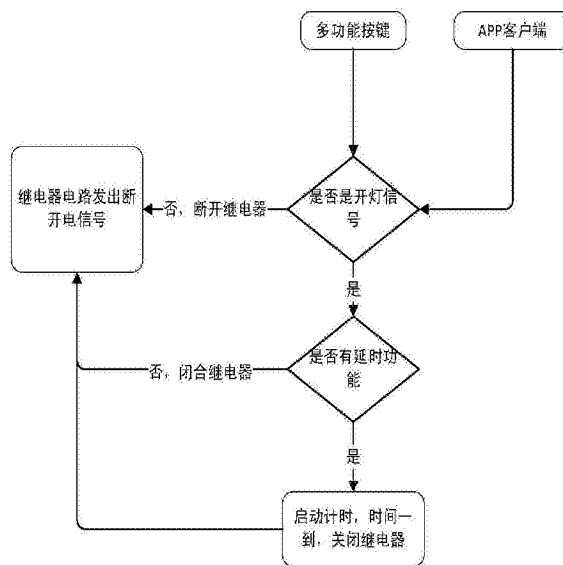 多功能按键
APP客户端
继电器电路发出断
开电信号
否，断开继电器
是否是开灯信
号
是
是否有延时功
能
否，闭合继电器
是
启动计时，时间一
到，关闭继电器